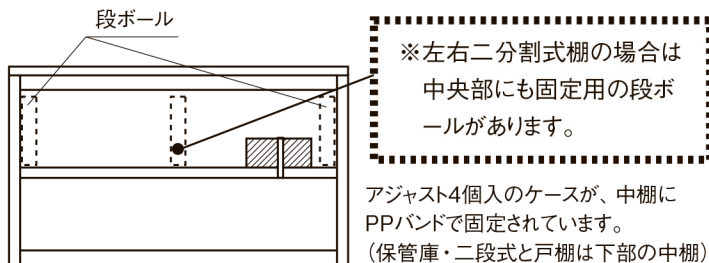 段ボール
※左右二分割式棚の場合は
中央部にも固定用の段ボ
ールがあります。
アジャスト4個入のケースが、中棚に
PPバンドで固定されています。
(保管庫・二段式と戸棚は下部の中棚)